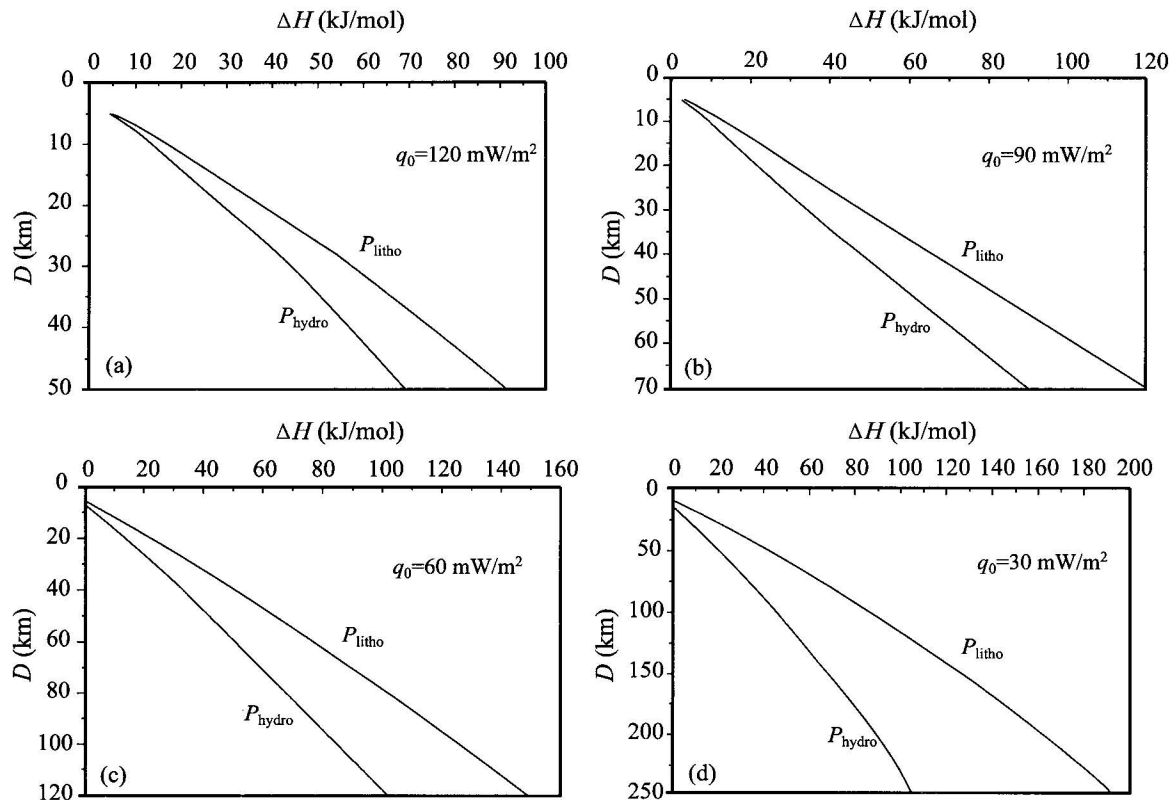 ΔH (kJ/mol)
0 10 20 30 40 50 60 70 80 90 100
0
10
20
30
40
50
D (km)
q0=120 mW/m2
Plitho
Phydro
(a)
ΔH (kJ/mol)
0 20 40 60 80 100 120
0
10
20
30
40
50
60
70
D (km)
q0=90 mW/m2
Plitho
Phydro
(b)
ΔH (kJ/mol)
0 20 40 60 80 100 120 140 160
0
20
40
60
80
100
120
D (km)
q0=60 mW/m2
Plitho
Phydro
(c)
ΔH (kJ/mol)
0 20 40 60 80 100 120 140 160 180 200
0
50
100
150
200
250
D (km)
q0=30 mW/m2
Plitho
Phydro
(d)